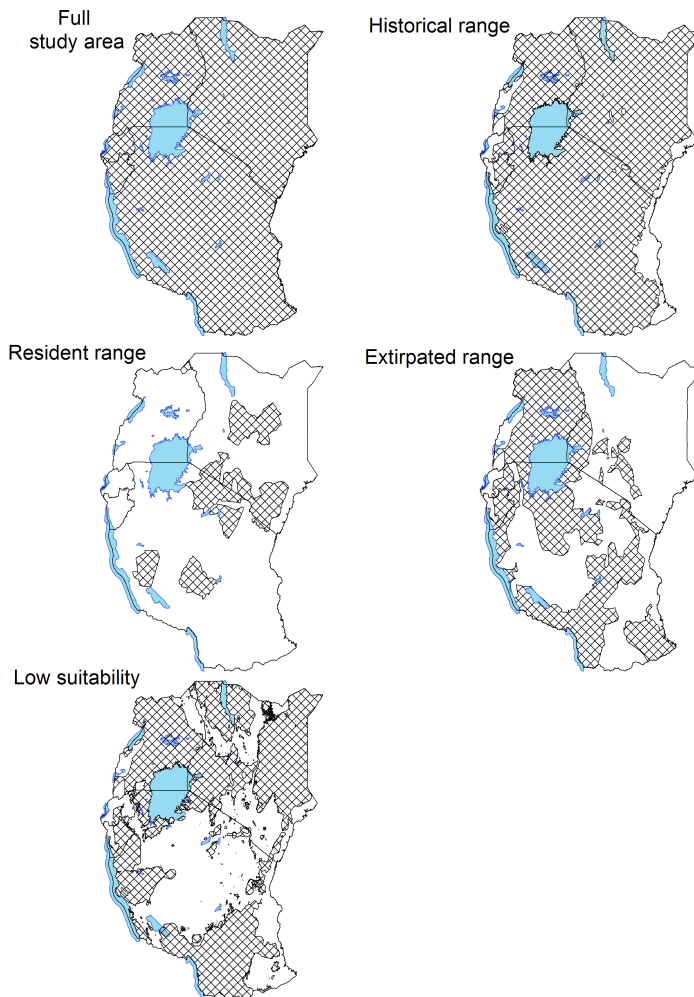 Full
study area
Historical range
Resident range
Extirpated range
Low suitability